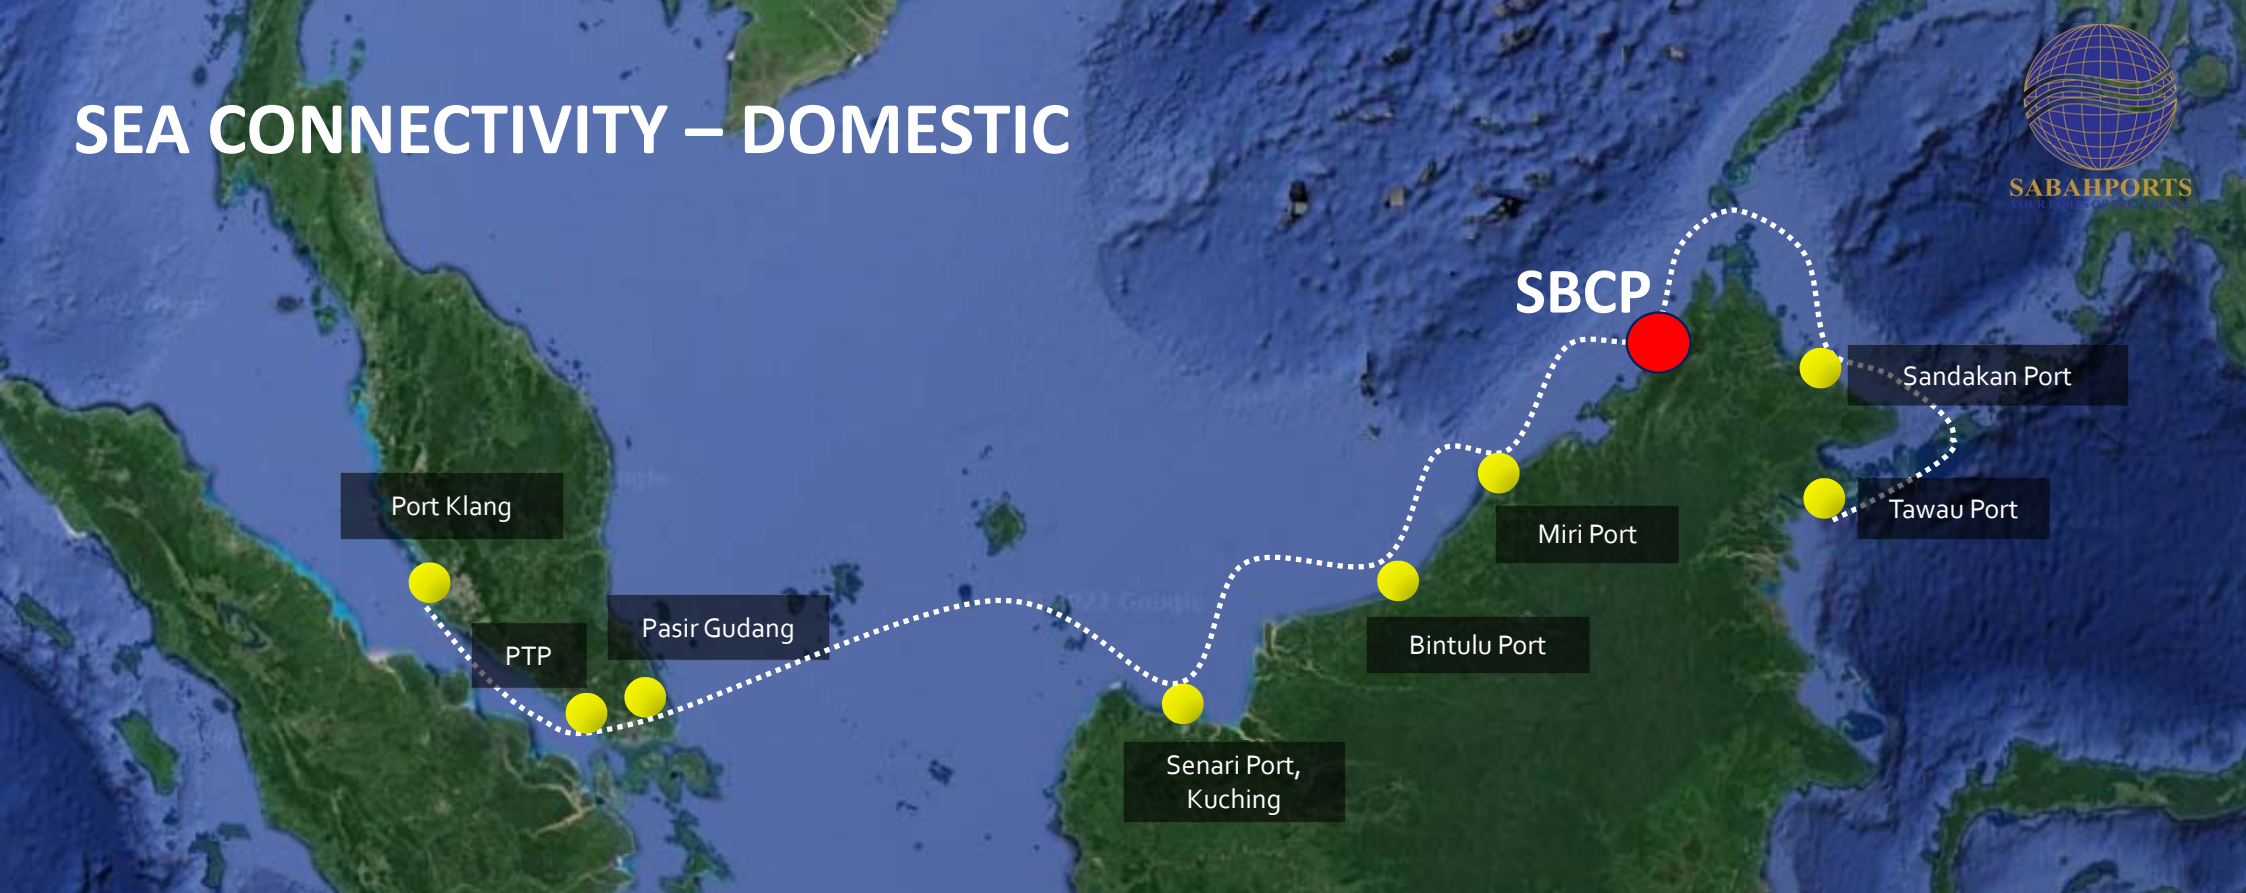 SEA CONNECTIVITY – DOMESTIC
SABAHPORTS
SBCP
Sandakan Port
Port Klang
Tawau Port
Miri Port
Pasir Gudang
PTP
Bintulu Port
Senari Port,
Kuching